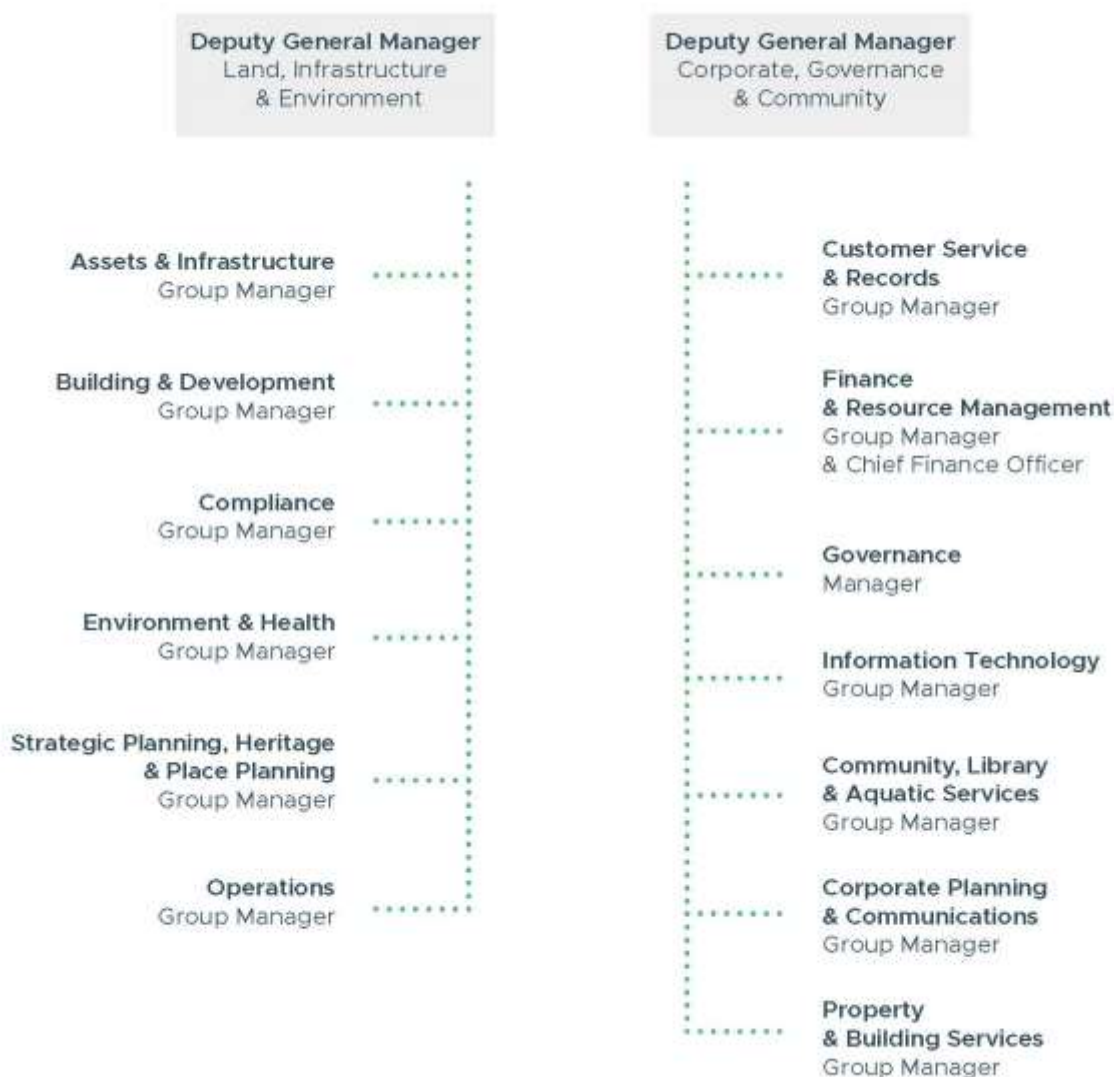 Deputy General Manager
Land, Infrastructure
& Environment
Assets & Infrastructure
Group Manager
Building & Development
Group Manager
Compliance
Group Manager
Environment & Health
Group Manager
Strategic Planning, Heritage
& Place Planning
Group Manager
Operations
Group Manager
Deputy General Manager
Corporate, Governance
& Community
Customer Service
& Records
Group Manager
Finance
& Resource Management
Group Manager
& Chief Finance Officer
Governance
Manager
Information Technology
Group Manager
Community, Library
& Aquatic Services
Group Manager
Corporate Planning
& Communications
Group Manager
Property
& Building Services
Group Manager